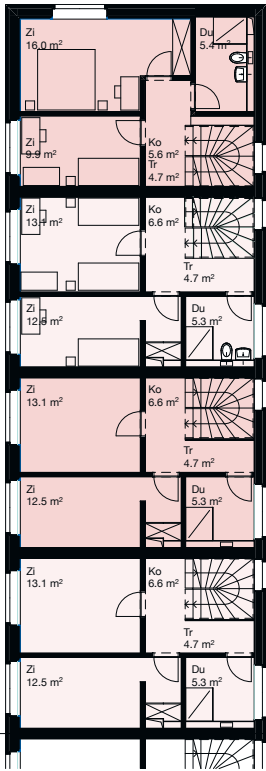 Zi
16.0 m²
Du
5.4 m²
Zi
9.9 m²
Ko
5.6 m²
Tr
4.7 m²
Zi
13.1 m²
Ko
6.6 m²
Tr
4.7 m²
Zi
12.5 m²
Du
5.3 m²
Zi
13.1 m²
Ko
6.6 m²
Tr
4.7 m²
Zi
12.5 m²
Du
5.3 m²
Zi
13.1 m²
Ko
6.6 m²
Tr
4.7 m²
Zi
12.5 m²
Du
5.3 m²